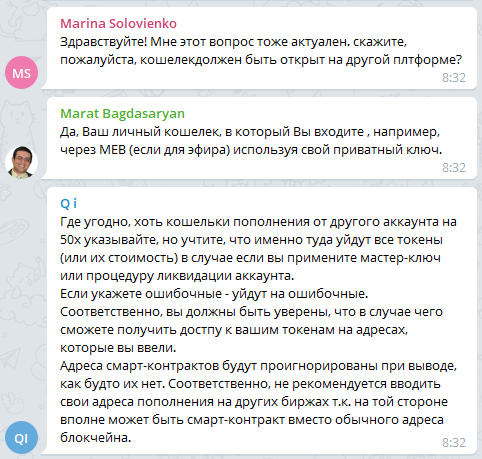 Marina Solovienko
Здравствуйте! Мне этот вопрос тоже актуален. скажите,
пожалуйста, кошелекдолжен быть открыт на другой плтформе?
8:32
MS
Marat Bagdasaryan
Да, Ваш личный кошелек, в который Вы входите , например,
через МЕВ (если для эфира) используя свой приватный ключ.
8:32
Q i
Где угодно, хоть кошельки пополнения от другого аккаунта на
50x указывайте, но учтите, что именно туда уйдут все токены
(или их стоимость) в случае если вы примените мастер-ключ
или процедуру ликвидации аккаунта.
Если укажете ошибочные - уйдут на ошибочные.
Соответственно, вы должны быть уверены, что в случае чего
сможете получить достпу к вашим токенам на адресах,
которые вы ввели.
Адреса смарт-контрактов будут проигнорированы при выводе,
как будто их нет. Соответственно, не рекомендуется вводить
свои адреса пополнения на других биржах т.к. на той стороне
вполне может быть смарт-контракт вместо обычного адреса
блокчейна.
8:32
QI